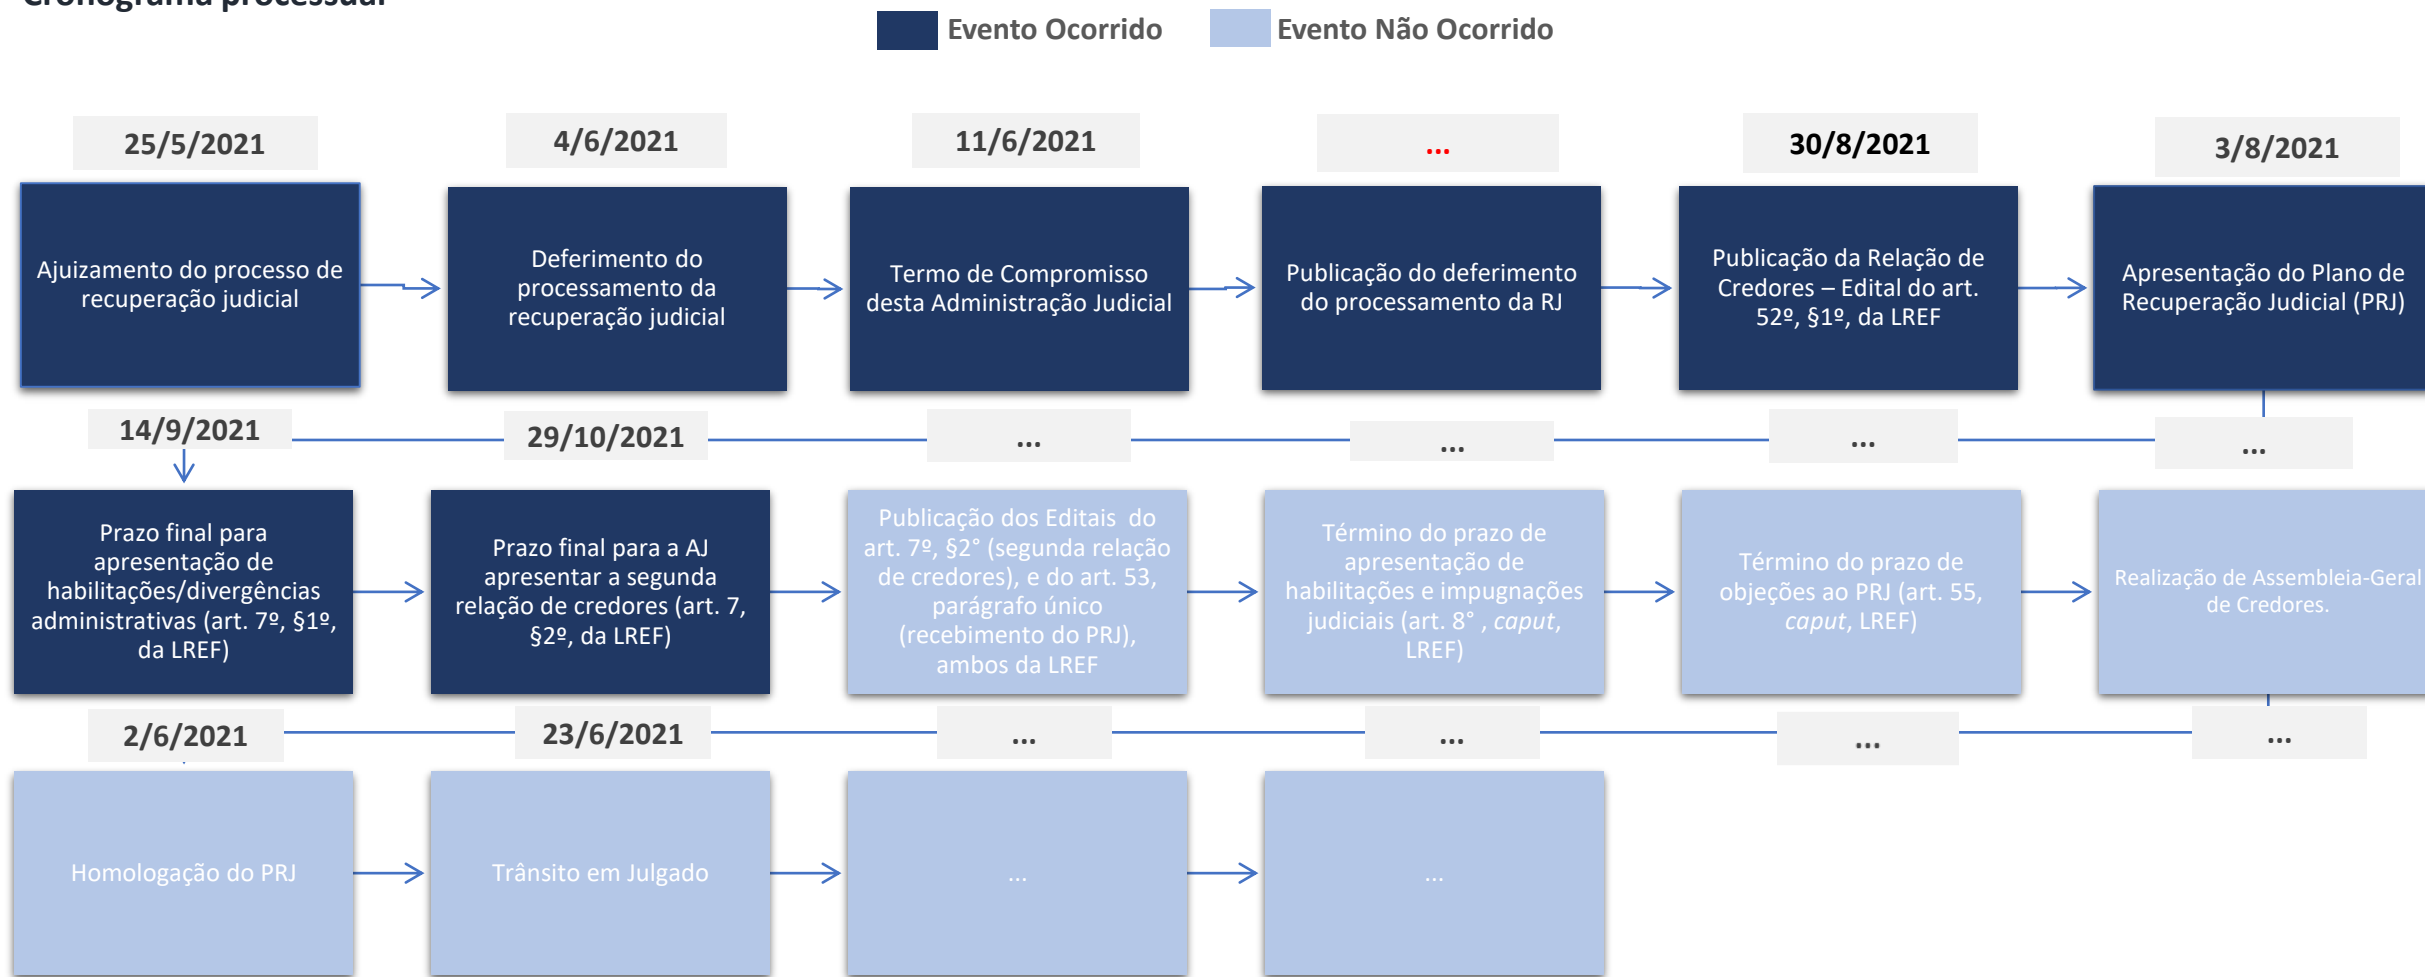 Cronograma processual
Evento Ocorrido
Evento Não Ocorrido
25/5/2021
4/6/2021
11/6/2021
...
30/8/2021
3/8/2021
Ajuizamento do processo de
recuperação judicial
Deferimento do
processamento da
recuperação judicial
Termo de Compromisso
desta Administração Judicial
Publicação do deferimento
do processamento da RJ
Publicação da Relação de
Credores – Edital do art.
52º, §1º, da LREF
Apresentação do Plano de
Recuperação Judicial (PRJ)
14/9/2021
29/10/2021
...
...
...
...
Prazo final para
apresentação de
habilitações/divergências
administrativas (art. 7º, §1º,
da LREF)
Prazo final para a AJ
apresentar a segunda
relação de credores (art. 7,
§2º, da LREF)
Publicação dos Editais do
art. 7º, §2° (segunda relação
de credores), e do art. 53,
parágrafo único
(recebimento do PRJ),
ambos da LREF
Término do prazo de
apresentação de
habilitações e impugnações
judiciais (art. 8° , caput,
LREF)
Término do prazo de
objeções ao PRJ (art. 55,
caput, LREF)
Realização de Assembleia-Geral
de Credores.
2/6/2021
23/6/2021
...
...
...
...
Homologação do PRJ
Trânsito em Julgado
...
...